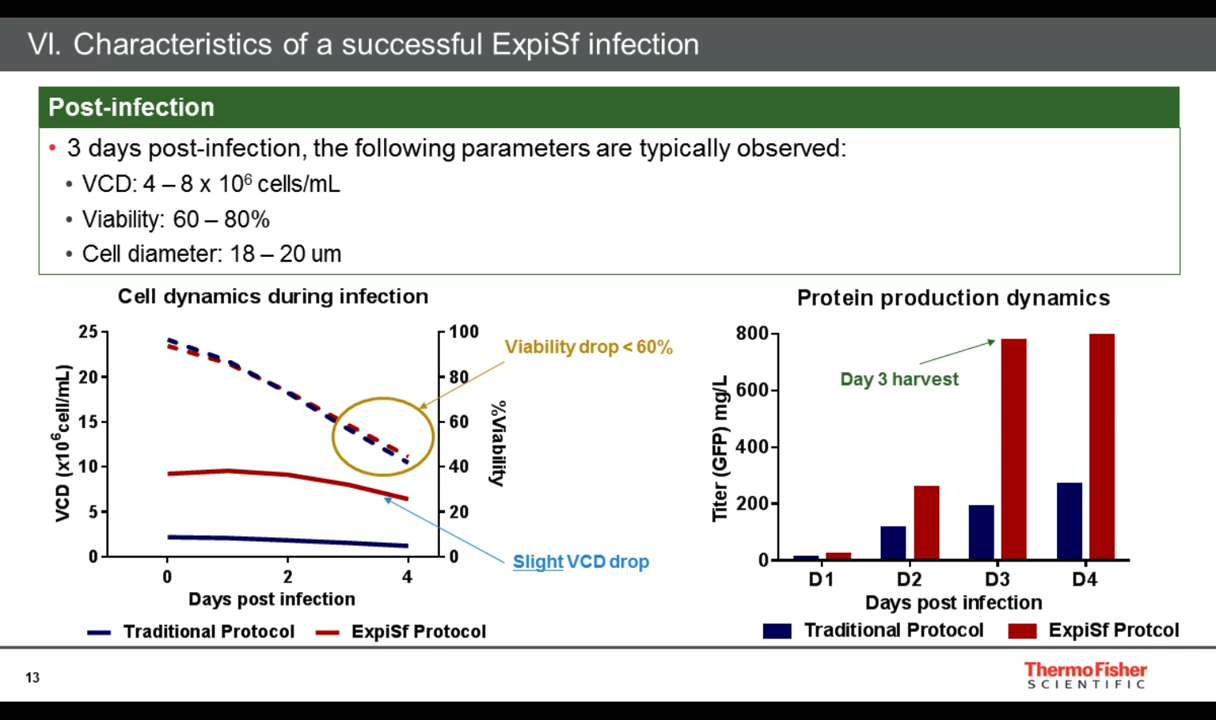 VI. Characteristics of a successful ExpiSf infection
Post-infection
• 3 days post-infection, the following parameters are typically observed:
• VCD: 4 – 8 x 10⁶ cells/mL
• Viability: 60 – 80%
• Cell diameter: 18 – 20 um
Cell dynamics during infection
25
20
15
10
5
0
VCD (x10⁶cell/mL)
100
80
60
40
20
0
%Viability
Viability drop < 60%
Slight VCD drop
0 2 4
Days post infection
Traditional Protocol ExpiSf Protocol
Protein production dynamics
800
600
400
200
0
Titer (GFP) mg/L
Day 3 harvest
D1 D2 D3 D4
Days post infection
Traditional Protocol ExpiSf Protcol
13
ThermoFisher
SCIENTIFIC